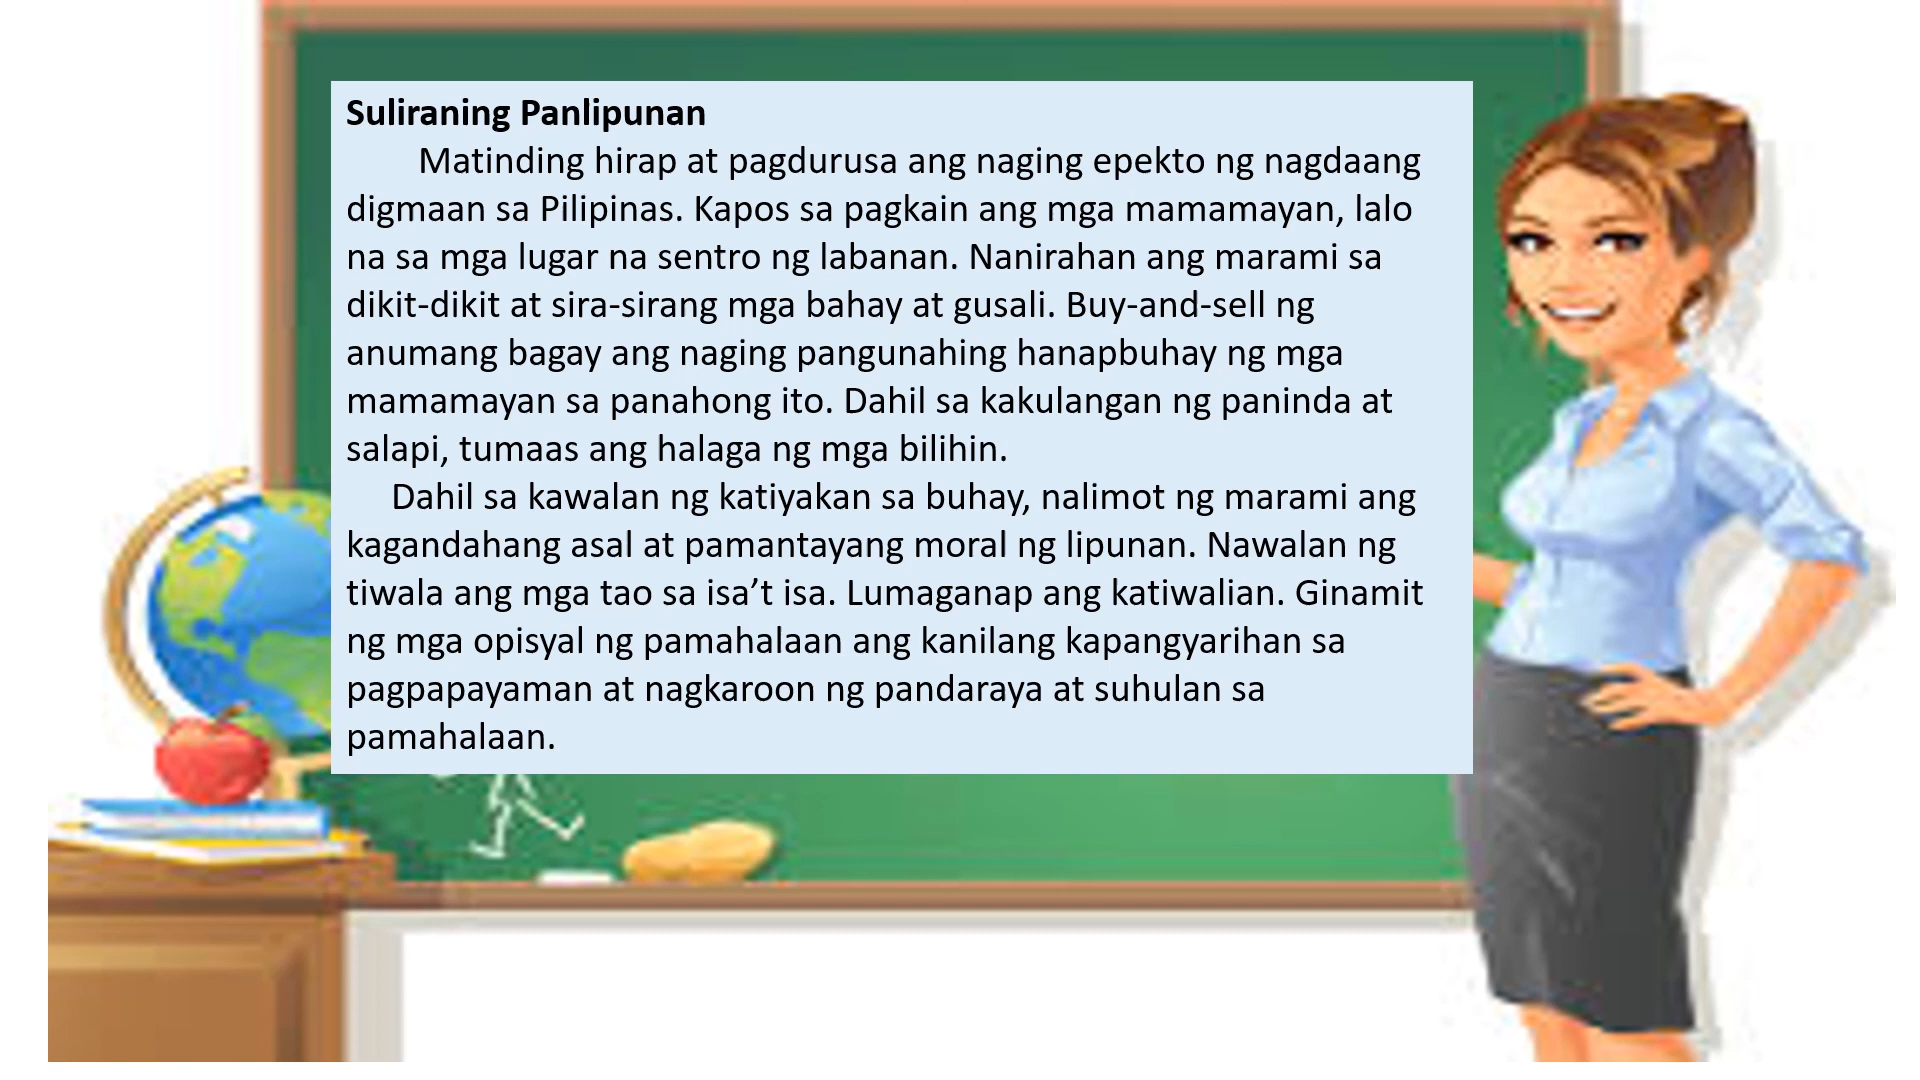 Suliraning Panlipunan
Matinding hirap at pagdurusa ang naging epekto ng nagdaang
digmaan sa Pilipinas. Kapos sa pagkain ang mga mamamayan, lalo
na sa mga lugar na sentro ng labanan. Nanirahan ang marami sa
dikit-dikit at sira-sirang mga bahay at gusali. Buy-and-sell ng
anumang bagay ang naging pangunahing hanapbuhay ng mga
mamamayan sa panahong ito. Dahil sa kakulangan ng paninda at
salapi, tumaas ang halaga ng mga bilihin.
Dahil sa kawalan ng katiyakan sa buhay, nalimot ng marami ang
kagandahang asal at pamantayang moral ng lipunan. Nawalan ng
tiwala ang mga tao sa isa’t isa. Lumaganap ang katiwalian. Ginamit
ng mga opisyal ng pamahalaan ang kanilang kapangyarihan sa
pagpapayaman at nagkaroon ng pandaraya at suhulan sa
pamahalaan.